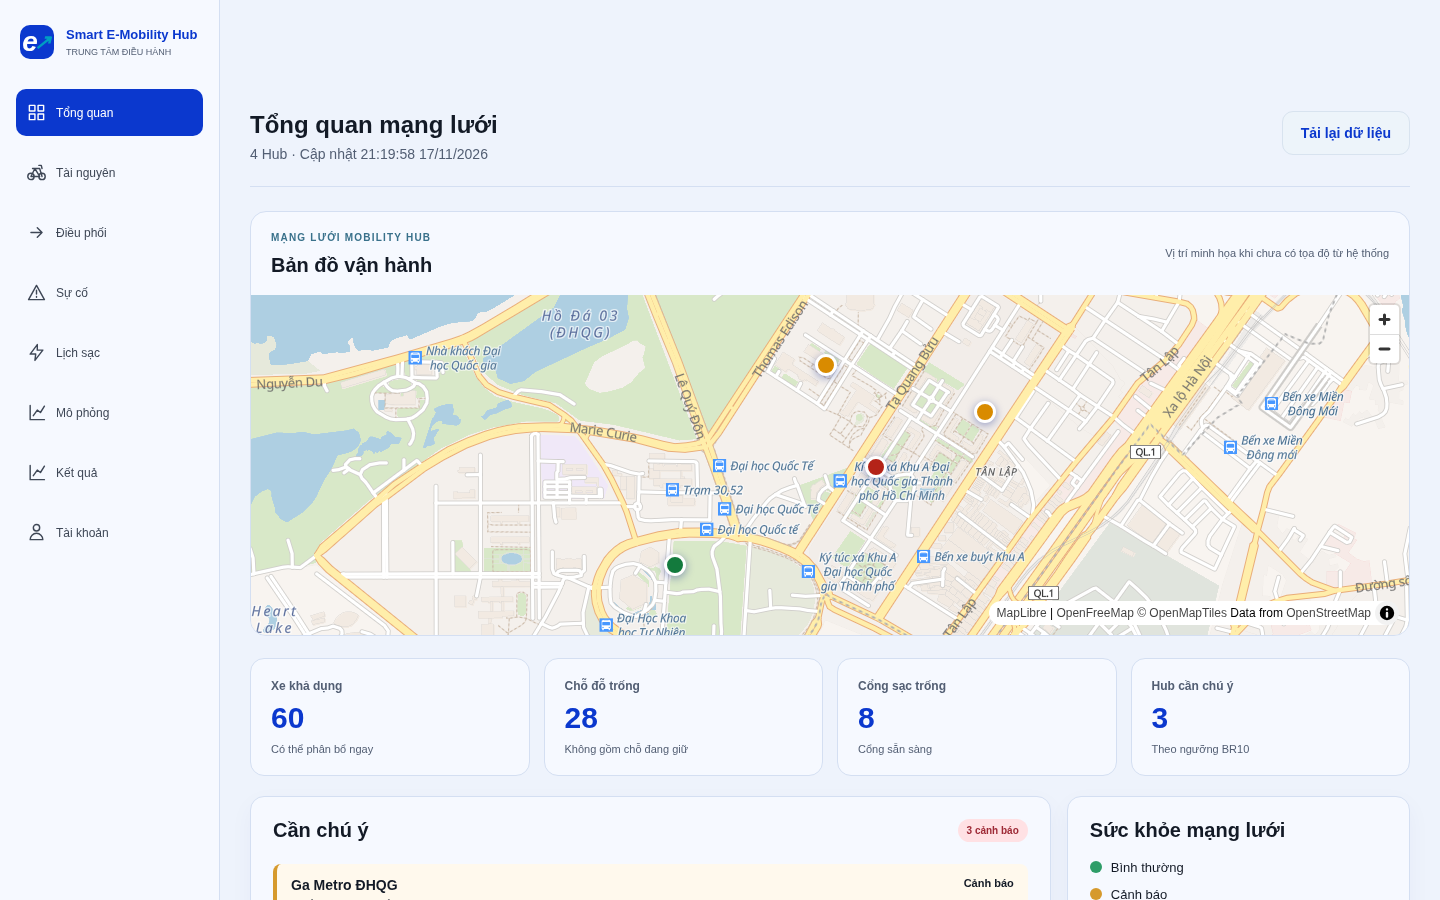 e
Smart E-Mobility Hub
TRUNG TÂM ĐIỀU HÀNH
Tổng quan
Tài nguyên
Điều phối
Sự cố
Lịch sạc
Mô phỏng
Kết quả
Tài khoản
Tổng quan mạng lưới
4 Hub · Cập nhật 21:19:58 17/11/2026
Tải lại dữ liệu
MẠNG LƯỚI MOBILITY HUB
Bản đồ vận hành
Vị trí minh họa khi chưa có tọa độ từ hệ thống
Hồ Đá 03
(ĐHQG)
Nhà khách Đại
học Quốc gia
Nguyễn Du
Lê Quý Đôn
Thomas Edison
Tạ Quang Bửu
Tân Lập
Xa lộ Hà Nội
Bến xe Miền
Đông Mới
Bến xe Miền
Đông mới
QL.1
Marie Curie
Đại học Quốc Tế
Trạm 30,52
Đại học Quốc Tế
Đại học Quốc tế
xá Khu A Đại
học Quốc gia Thành
phố Hồ Chí Minh
TÂN LẬP
Ký túc xá Khu A
Đại học Quốc
gia Thành phố
Bến xe buýt Khu A
QL.1
Đường số
Tân Lập
Heart
Lake
Đại Học Khoa
học Tự Nhiên
MapLibre | OpenFreeMap © OpenMapTiles Data from OpenStreetMap
Xe khả dụng
60
Có thể phân bổ ngay
Chỗ đỗ trống
28
Không gồm chỗ đang giữ
Cổng sạc trống
8
Cổng sẵn sàng
Hub cần chú ý
3
Theo ngưỡng BR10
Cần chú ý
3 cảnh báo
Ga Metro ĐHQG
Cảnh báo
Sức khỏe mạng lưới
Bình thường
Cảnh báo